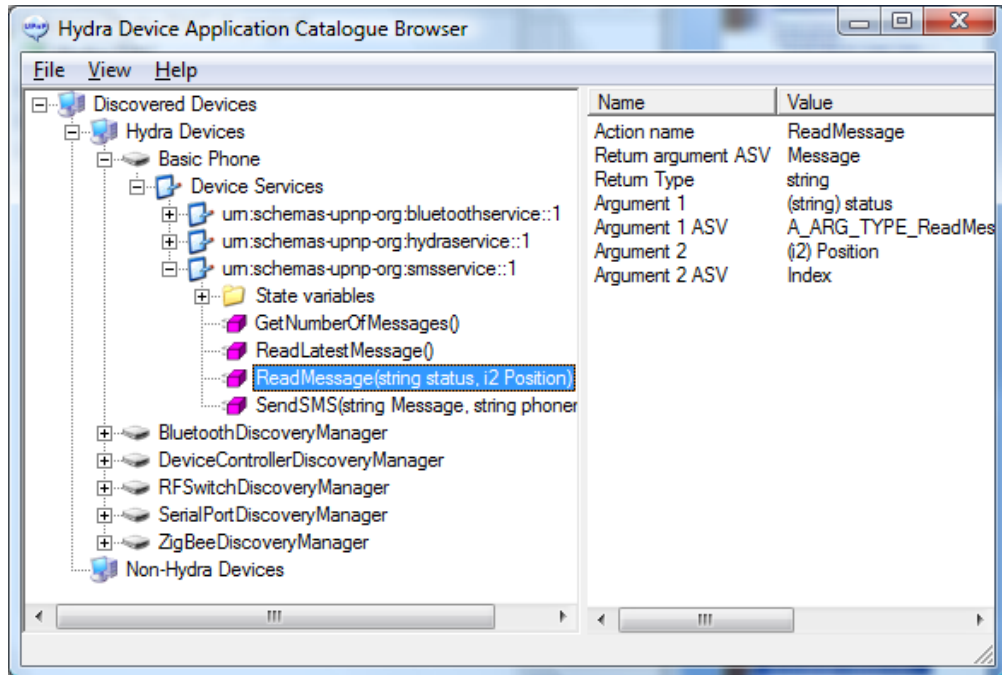 Hydra Device Application Catalogue Browser
File View Help
Discovered Devices
Hydra Devices
Basic Phone
Device Services
urn:schemas-upnp-org:bluetoothservice::1
urn:schemas-upnp-org:hydraservice::1
urn:schemas-upnp-org:smsservice::1
State variables
GetNumberOfMessages()
ReadLatestMessage()
ReadMessage(string status, i2 Position)
SendSMS(string Message, string phoner
BluetoothDiscoveryManager
DeviceControllerDiscoveryManager
RFSwitchDiscoveryManager
SerialPortDiscoveryManager
ZigBeeDiscoveryManager
Non-Hydra Devices
Name Value
Action name ReadMessage
Return argument ASV Message
Return Type string
Argument 1 (string) status
Argument 1 ASV A_ARG_TYPE_ReadMes
Argument 2 (i2) Position
Argument 2 ASV Index